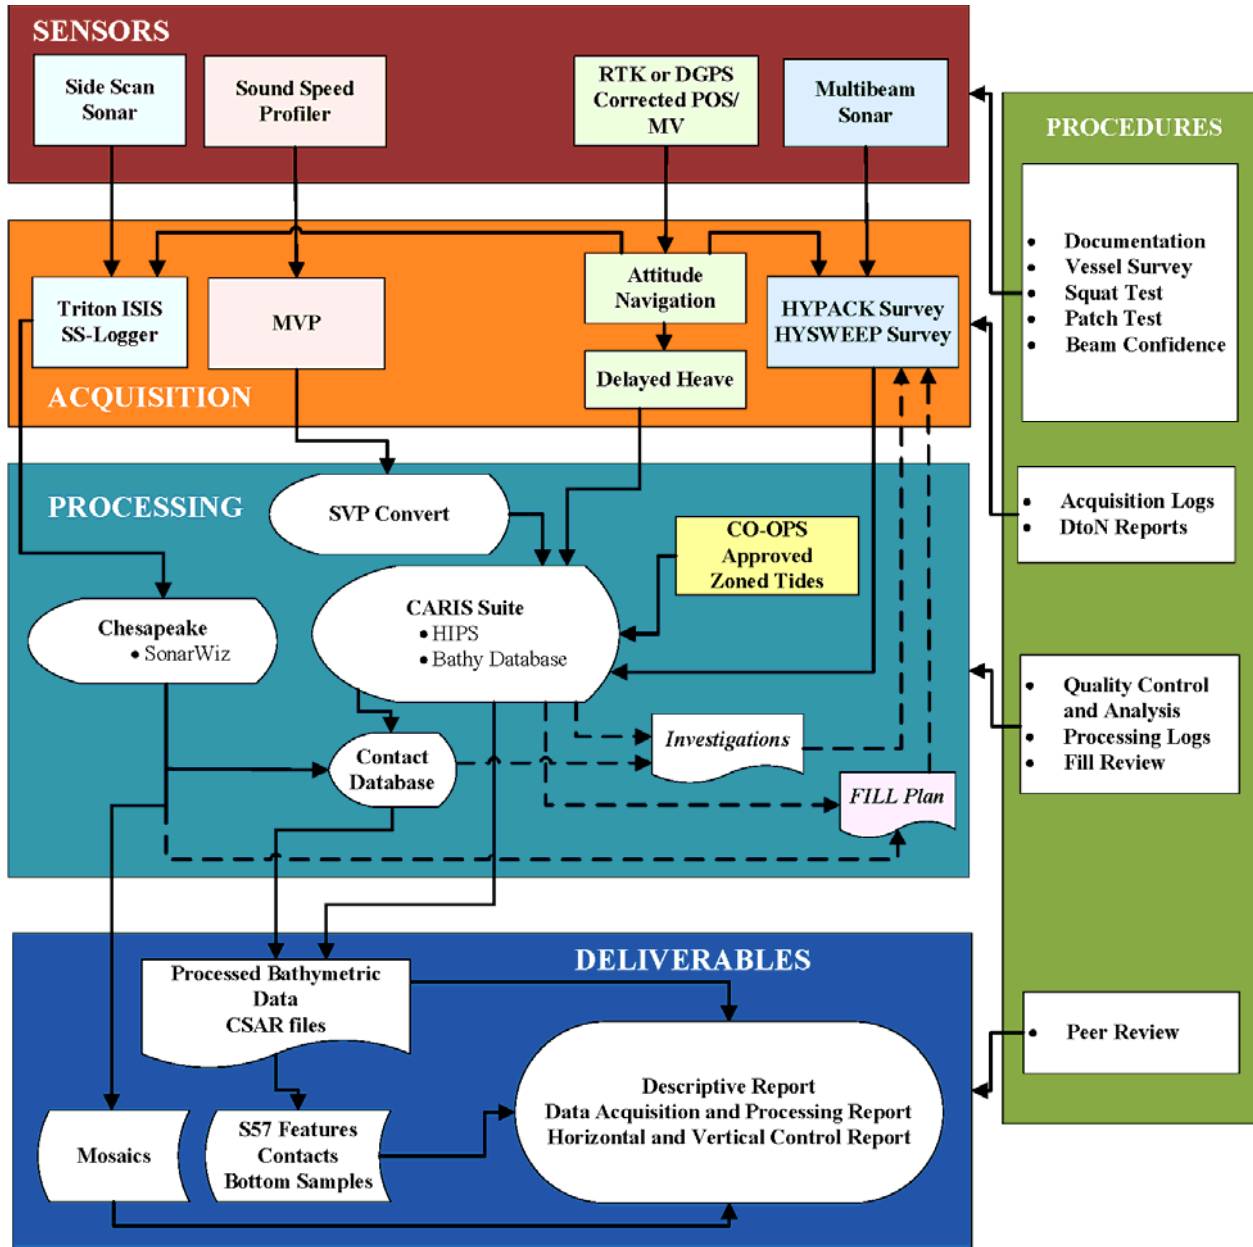 SENSORS
Side Scan
Sonar
Sound Speed
Profiler
RTK or DGPS
Corrected POS/
MV
Multibeam
Sonar
PROCEDURES
• Documentation
• Vessel Survey
• Squat Test
• Patch Test
• Beam Confidence
Triton ISIS
SS-Logger
MVP
Attitude
Navigation
HYPACK Survey
HYSWEEP Survey
Delayed Heave
ACQUISITION
• Acquisition Logs
• DtoN Reports
PROCESSING
SVP Convert
CO-OPS
Approved
Zoned Tides
CARIS Suite
• HIPS
• Bathy Database
Chesapeake
• SonarWiz
• Quality Control
and Analysis
• Processing Logs
• Fill Review
Contact
Database
Investigations
FILL Plan
DELIVERABLES
Processed Bathymetric
Data
CSAR files
• Peer Review
Descriptive Report
Data Acquisition and Processing Report
Horizontal and Vertical Control Report
Mosaics
S57 Features
Contacts
Bottom Samples